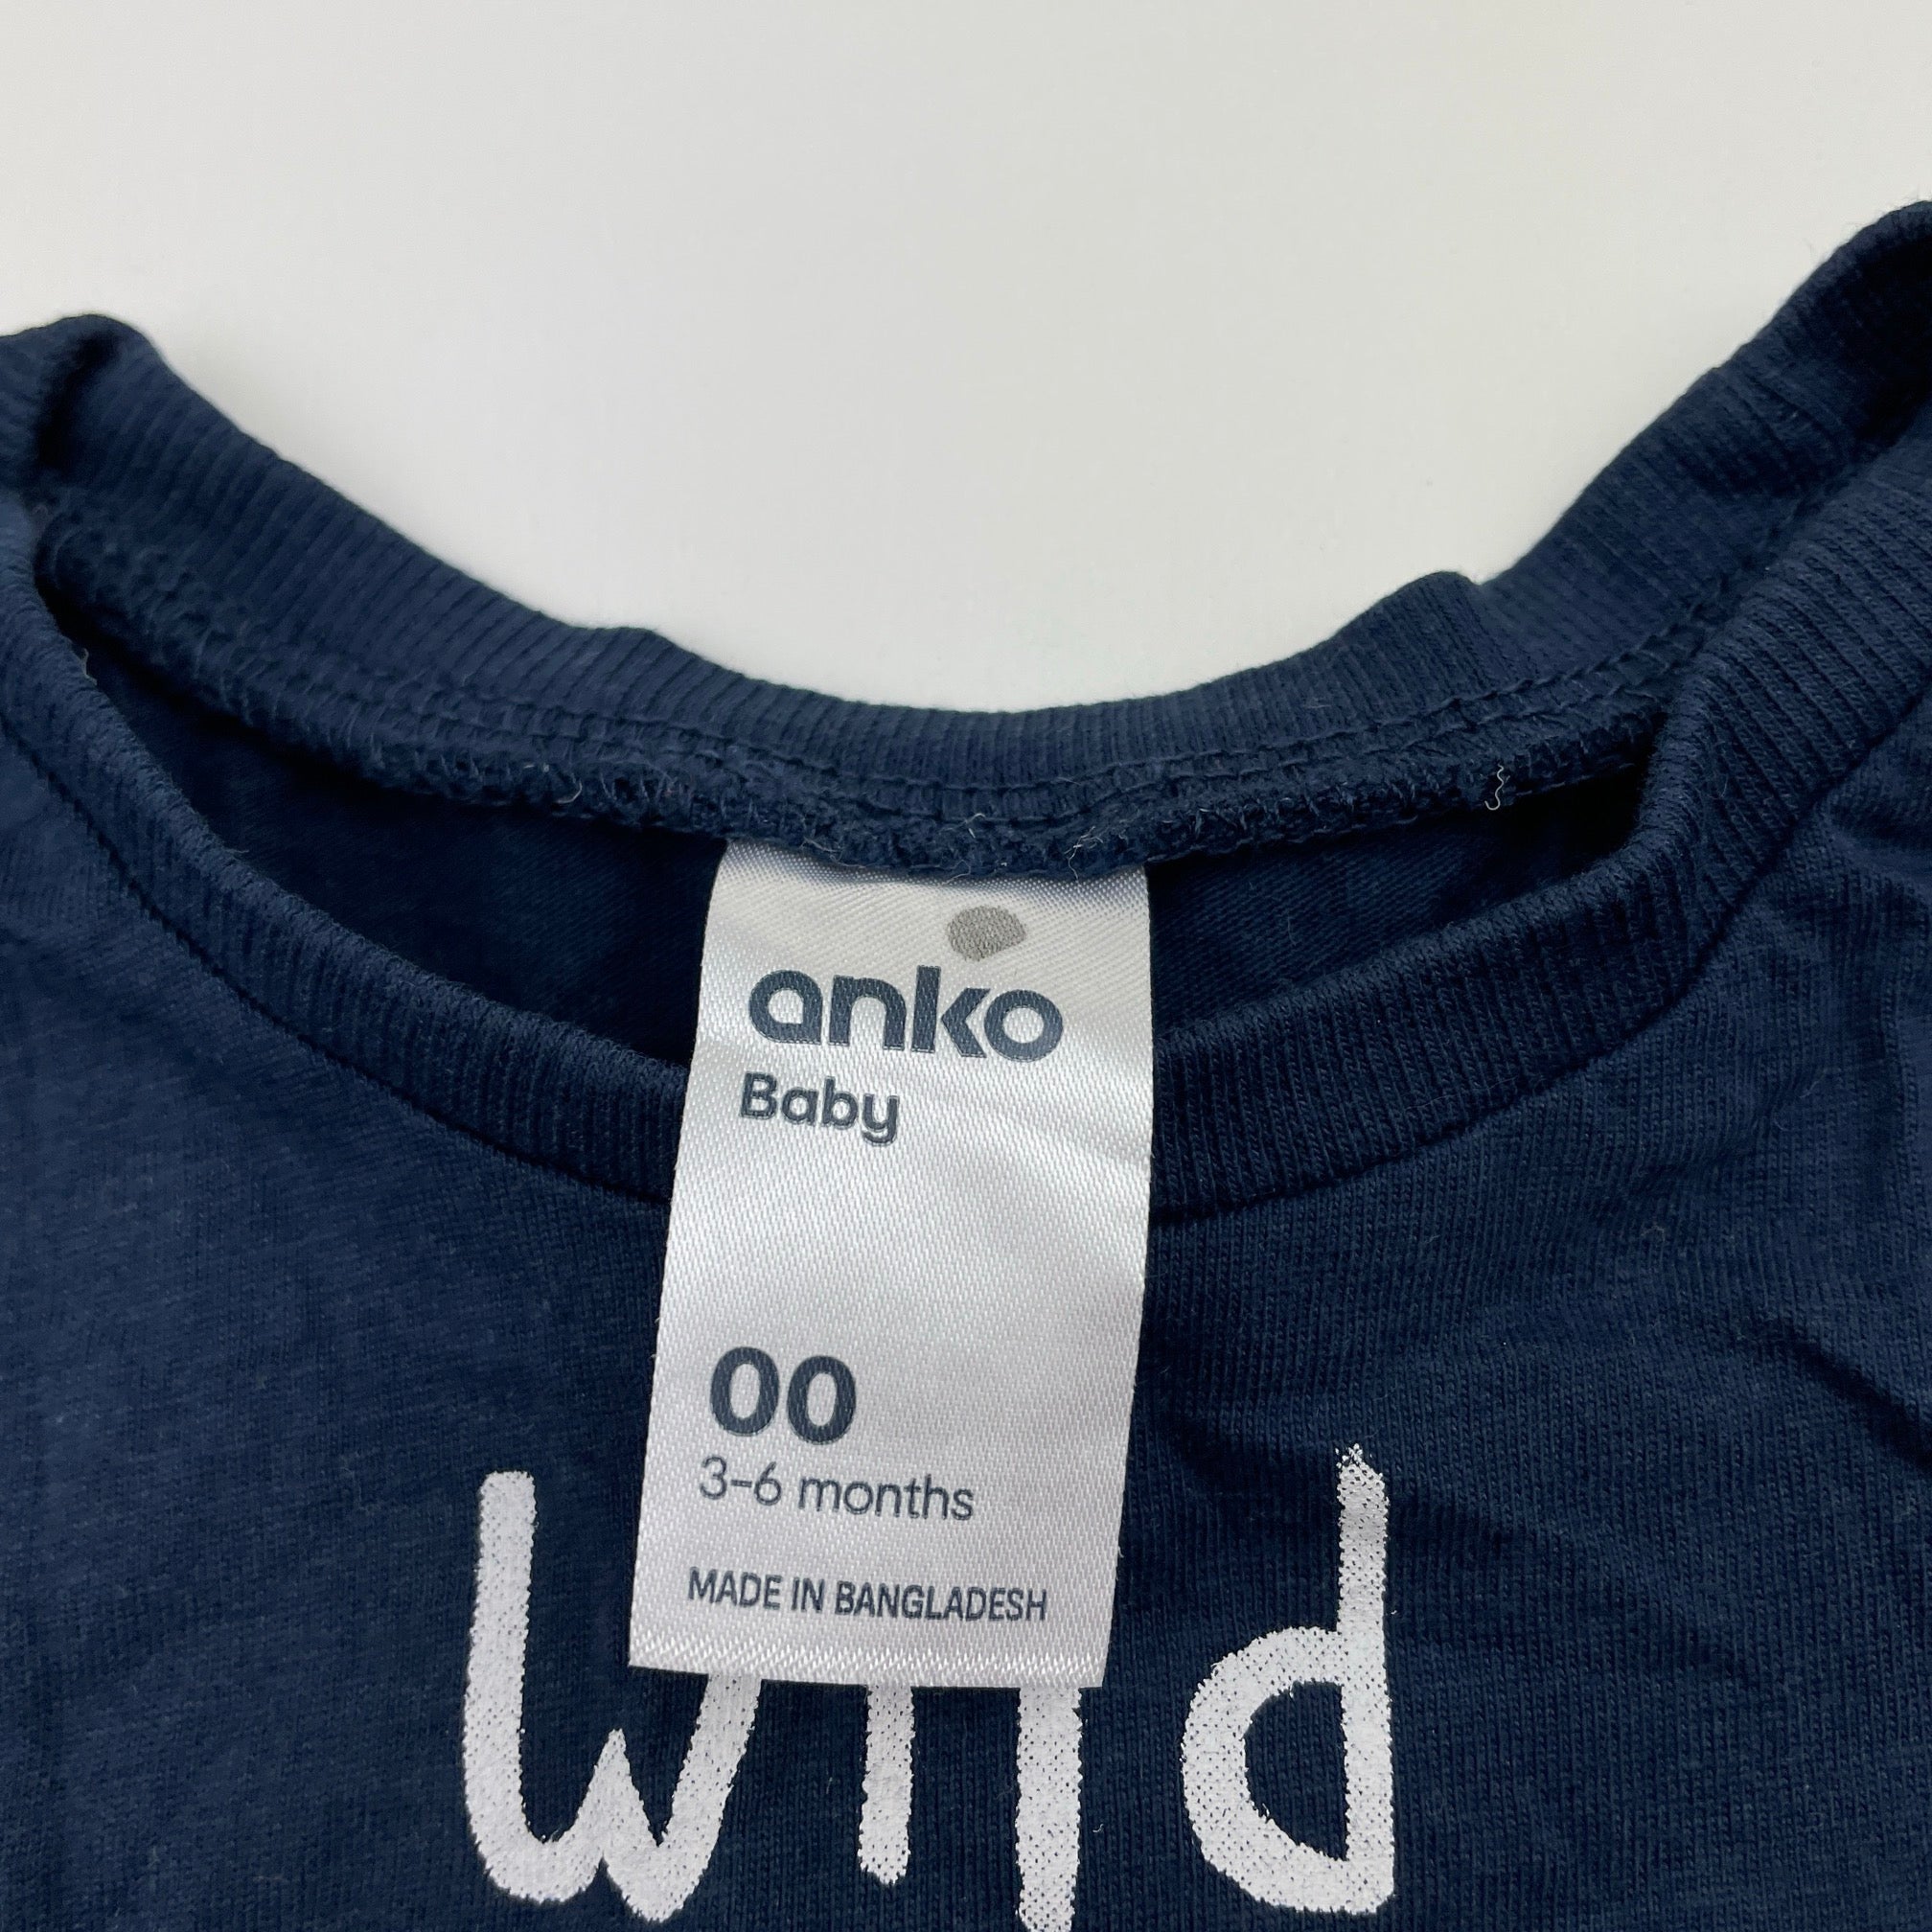 anko
Baby
00
3-6 months
MADE IN BANGLADESH
wild